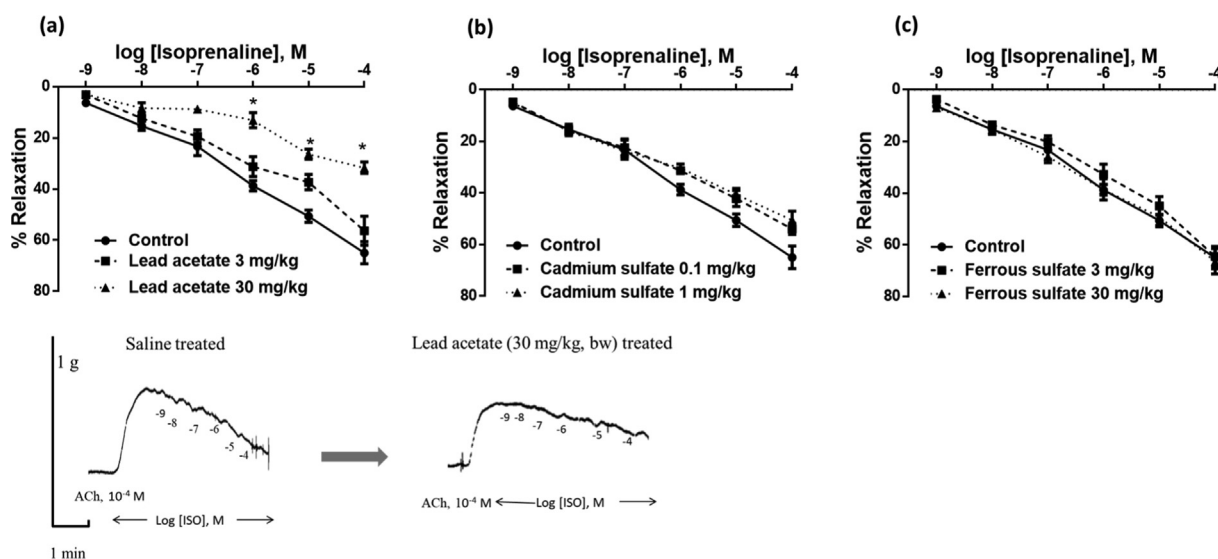 (a)
log [Isoprenaline], M
-9 -8 -7 -6 -5 -4
0
20
40
60
80
% Relaxation
* * *
Control
Lead acetate 3 mg/kg
Lead acetate 30 mg/kg
(b)
log [Isoprenaline], M
-9 -8 -7 -6 -5 -4
0
20
40
60
80
% Relaxation
Control
Cadmium sulfate 0.1 mg/kg
Cadmium sulfate 1 mg/kg
(c)
log [Isoprenaline], M
-9 -8 -7 -6 -5 -4
0
20
40
60
80
% Relaxation
Control
Ferrous sulfate 3 mg/kg
Ferrous sulfate 30 mg/kg
1 g
1 min
Saline treated
-9 -8 -7 -6 -5 -4
ACh, 10⁻⁴ M
Log [ISO], M
Lead acetate (30 mg/kg, bw) treated
-9 -8 -7 -6 -5 -4
ACh, 10⁻⁴ M
Log [ISO], M